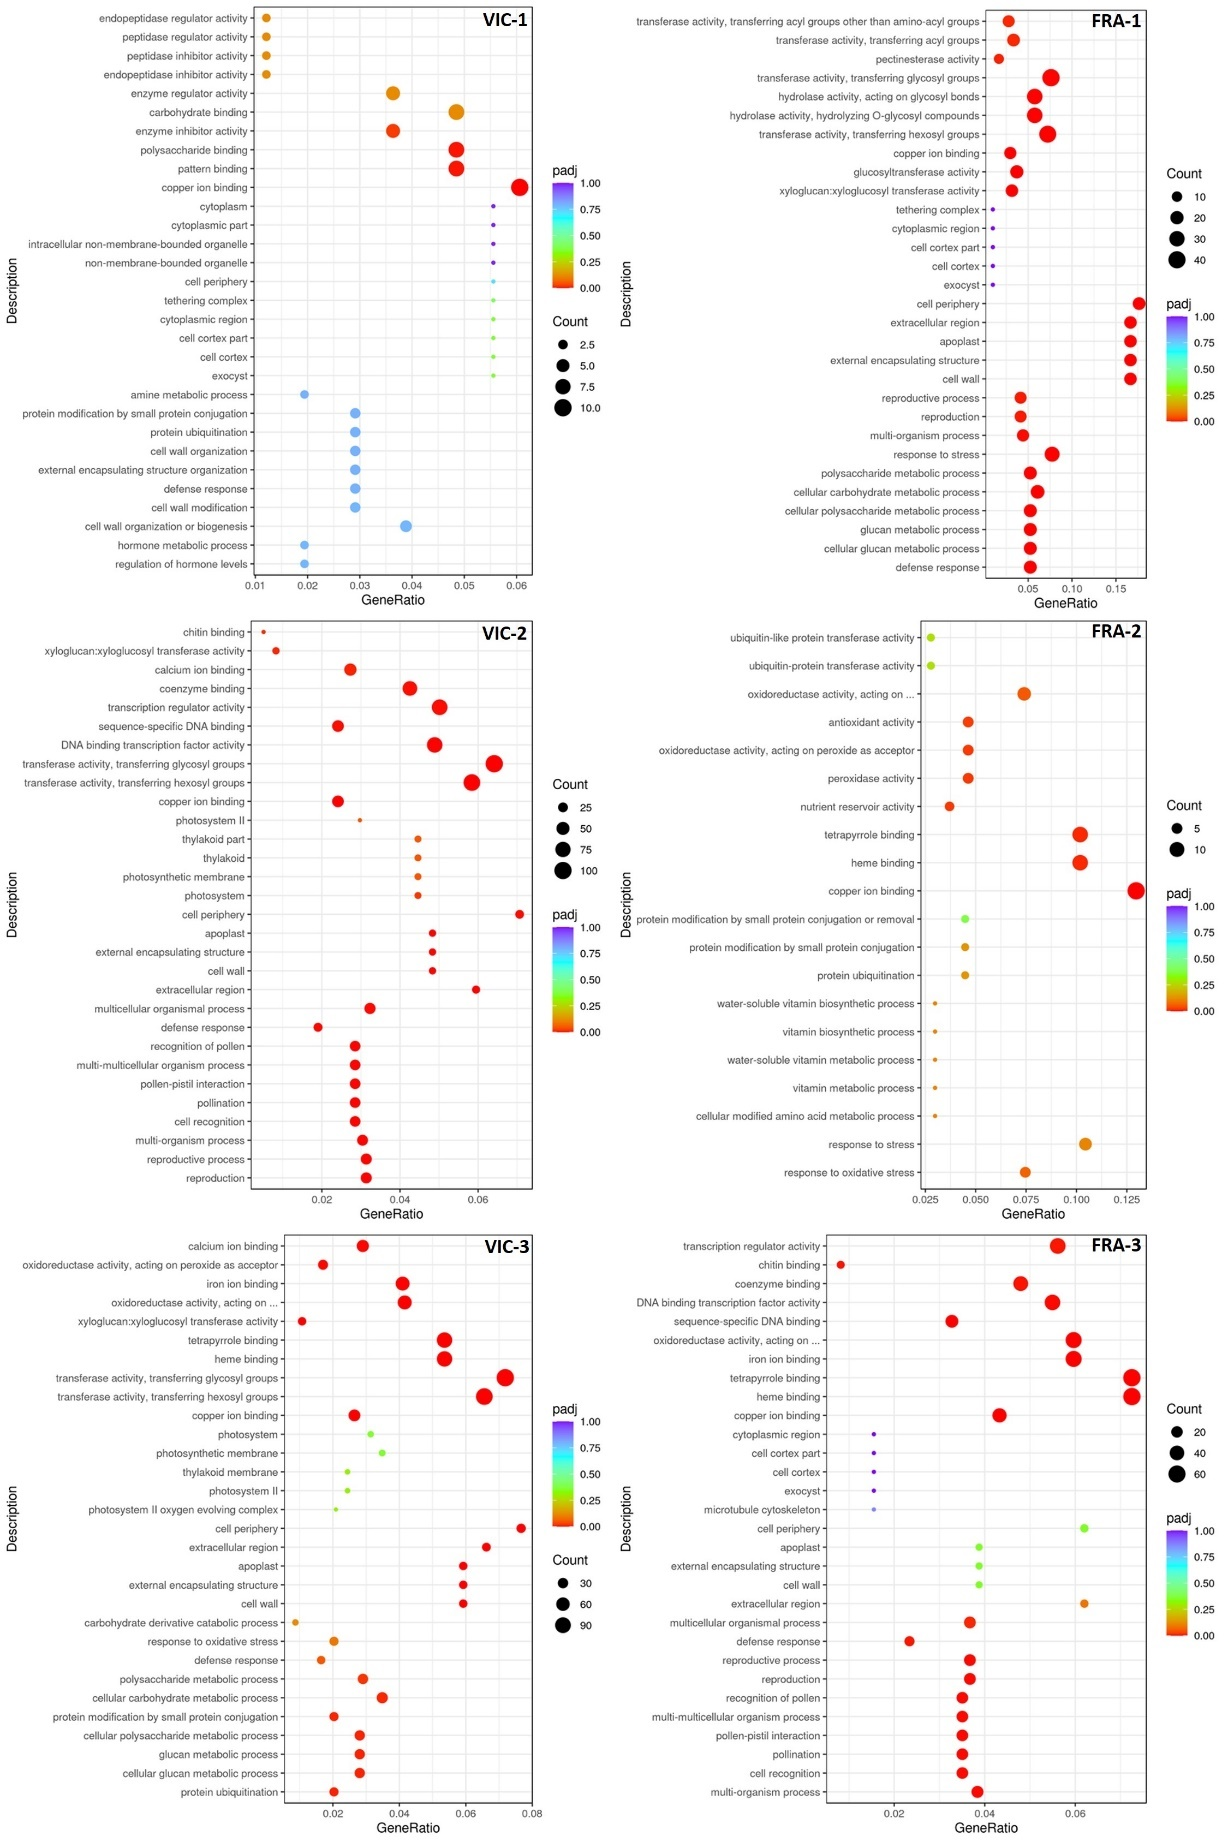 VIC-1
endopeptidase regulator activity
peptidase regulator activity
peptidase inhibitor activity
endopeptidase inhibitor activity
enzyme regulator activity
carbohydrate binding
enzyme inhibitor activity
polysaccharide binding
pattern binding
copper ion binding
cytoplasm
cytoplasmic part
intracellular non-membrane-bounded organelle
non-membrane-bounded organelle
cell periphery
tethering complex
cytoplasmic region
cell cortex part
cell cortex
exocyst
amine metabolic process
protein modification by small protein conjugation
protein ubiquitination
cell wall organization
external encapsulating structure organization
defense response
cell wall modification
cell wall organization or biogenesis
hormone metabolic process
regulation of hormone levels
Description
0.01 0.02 0.03 0.04 0.05 0.06
GeneRatio
padj
1.00
0.75
0.50
0.25
0.00
Count
2.5
5.0
7.5
10.0
FRA-1
transferase activity, transferring acyl groups other than amino-acyl groups
transferase activity, transferring acyl groups
pectinesterase activity
transferase activity, transferring glycosyl groups
hydrolase activity, acting on glycosyl bonds
hydrolase activity, hydrolyzing O-glycosyl compounds
transferase activity, transferring hexosyl groups
copper ion binding
glucosyltransferase activity
xyloglucan:xyloglucosyl transferase activity
tethering complex
cytoplasmic region
cell cortex part
cell cortex
exocyst
cell periphery
extracellular region
apoplast
external encapsulating structure
cell wall
reproductive process
reproduction
multi-organism process
response to stress
polysaccharide metabolic process
cellular carbohydrate metabolic process
cellular polysaccharide metabolic process
glucan metabolic process
cellular glucan metabolic process
defense response
Description
0.05 0.10 0.15
GeneRatio
Count
10
20
30
40
padj
1.00
0.75
0.50
0.25
0.00
VIC-2
chitin binding
xyloglucan:xyloglucosyl transferase activity
calcium ion binding
coenzyme binding
transcription regulator activity
sequence-specific DNA binding
DNA binding transcription factor activity
transferase activity, transferring glycosyl groups
transferase activity, transferring hexosyl groups
copper ion binding
photosystem II
thylakoid part
thylakoid
photosynthetic membrane
photosystem
cell periphery
apoplast
external encapsulating structure
cell wall
extracellular region
multicellular organismal process
defense response
recognition of pollen
multi-multicellular organism process
pollen-pistil interaction
pollination
cell recognition
multi-organism process
reproductive process
reproduction
Description
0.02 0.04 0.06
GeneRatio
Count
25
50
75
100
padj
1.00
0.75
0.50
0.25
0.00
FRA-2
ubiquitin-like protein transferase activity
ubiquitin-protein transferase activity
oxidoreductase activity, acting on ...
antioxidant activity
oxidoreductase activity, acting on peroxide as acceptor
peroxidase activity
nutrient reservoir activity
tetrapyrrole binding
heme binding
copper ion binding
protein modification by small protein conjugation or removal
protein modification by small protein conjugation
protein ubiquitination
water-soluble vitamin biosynthetic process
vitamin biosynthetic process
water-soluble vitamin metabolic process
vitamin metabolic process
cellular modified amino acid metabolic process
response to stress
response to oxidative stress
Description
0.025 0.050 0.075 0.100 0.125
GeneRatio
Count
5
10
padj
1.00
0.75
0.50
0.25
0.00
VIC-3
calcium ion binding
oxidoreductase activity, acting on peroxide as acceptor
iron ion binding
oxidoreductase activity, acting on ...
xyloglucan:xyloglucosyl transferase activity
tetrapyrrole binding
heme binding
transferase activity, transferring glycosyl groups
transferase activity, transferring hexosyl groups
copper ion binding
photosystem
photosynthetic membrane
thylakoid membrane
photosystem II
photosystem II oxygen evolving complex
cell periphery
extracellular region
apoplast
external encapsulating structure
cell wall
carbohydrate derivative catabolic process
response to oxidative stress
defense response
polysaccharide metabolic process
cellular carbohydrate metabolic process
protein modification by small protein conjugation
cellular polysaccharide metabolic process
glucan metabolic process
cellular glucan metabolic process
protein ubiquitination
Description
0.02 0.04 0.06 0.08
GeneRatio
padj
1.00
0.75
0.50
0.25
0.00
Count
30
60
90
FRA-3
transcription regulator activity
chitin binding
coenzyme binding
DNA binding transcription factor activity
sequence-specific DNA binding
oxidoreductase activity, acting on ...
iron ion binding
tetrapyrrole binding
heme binding
copper ion binding
cytoplasmic region
cell cortex part
cell cortex
exocyst
microtubule cytoskeleton
cell periphery
apoplast
external encapsulating structure
cell wall
extracellular region
multicellular organismal process
defense response
reproductive process
reproduction
recognition of pollen
multi-multicellular organism process
pollen-pistil interaction
pollination
cell recognition
multi-organism process
Description
0.02 0.04 0.06
GeneRatio
Count
20
40
60
padj
1.00
0.75
0.50
0.25
0.00